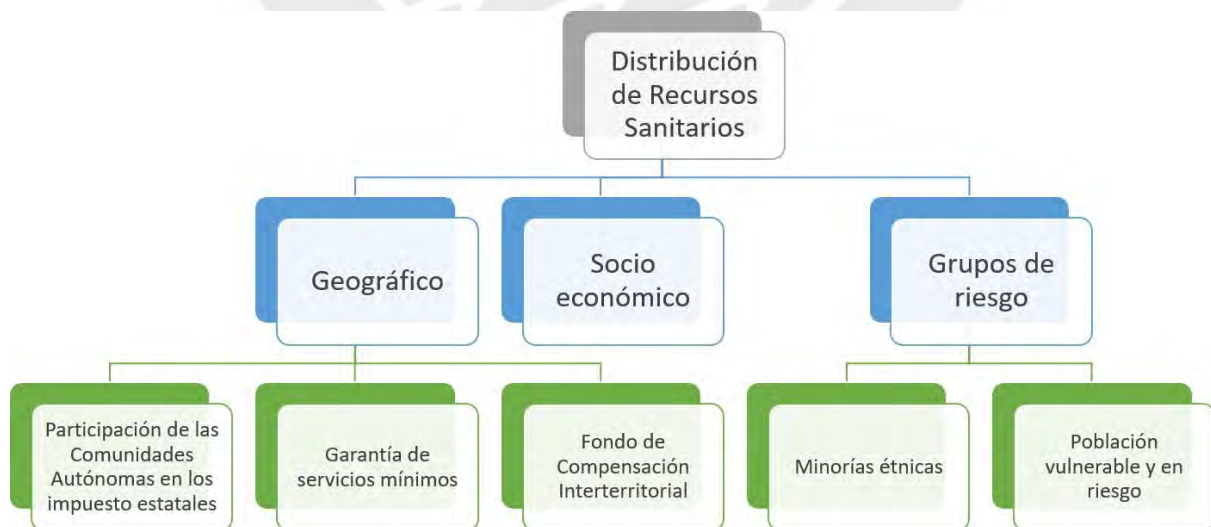 Distribución
de Recursos
Sanitarios
Geográfico
Socio
económico
Grupos de
riesgo
Participación de las
Comunidades
Autónomas en los
impuesto estatales
Garantía de
servicios mínimos
Fondo de
Compensación
Interterritorial
Minorías étnicas
Población
vulnerable y en
riesgo